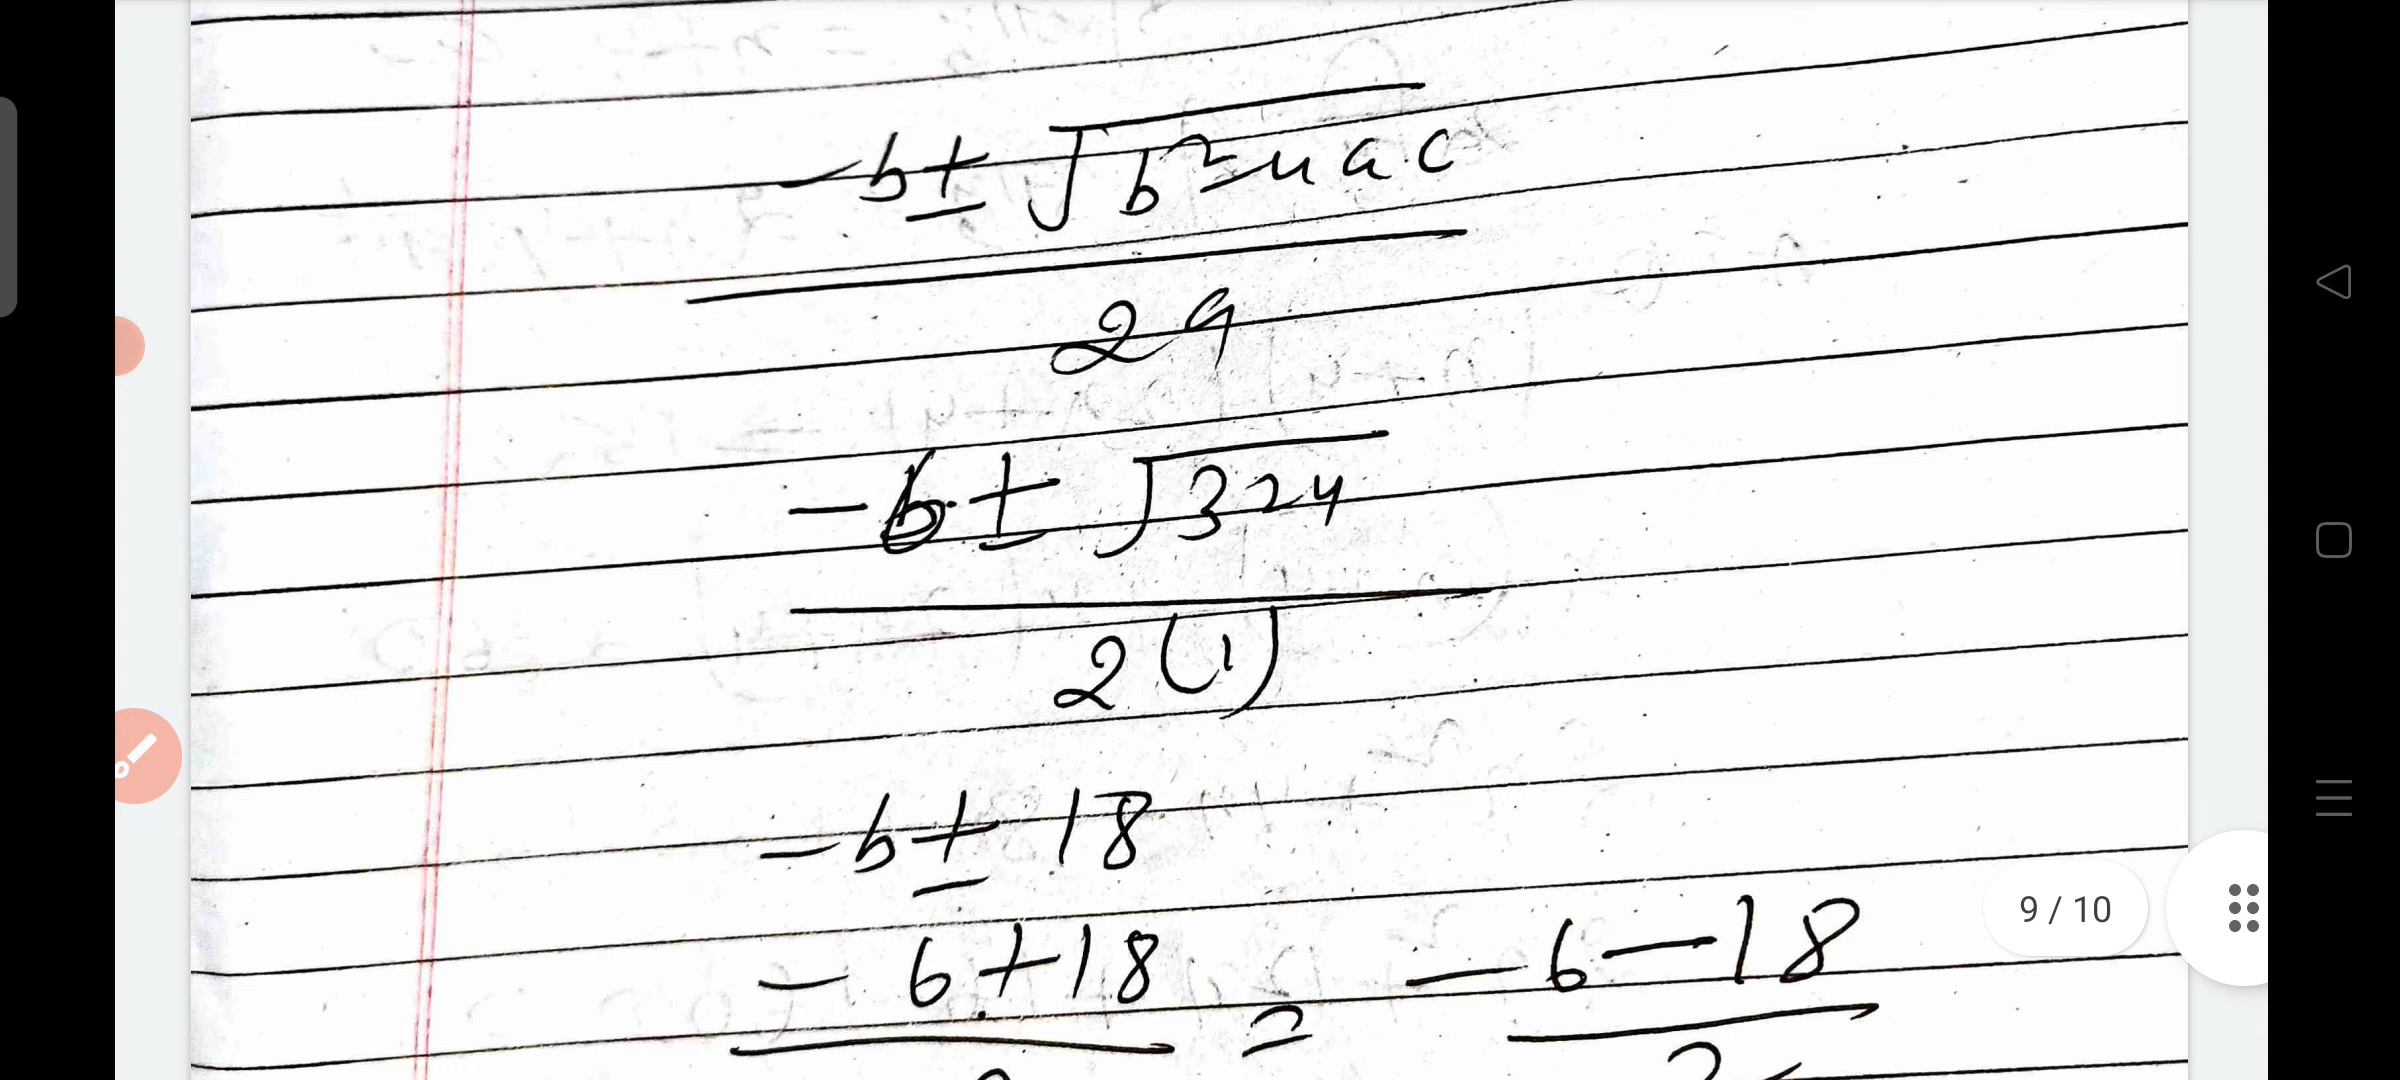 -b ± √b²-4ac
2a
-6 ± √324
2(1)
-6 ± 18
-6+18 = -6-18
2 2
9 / 10